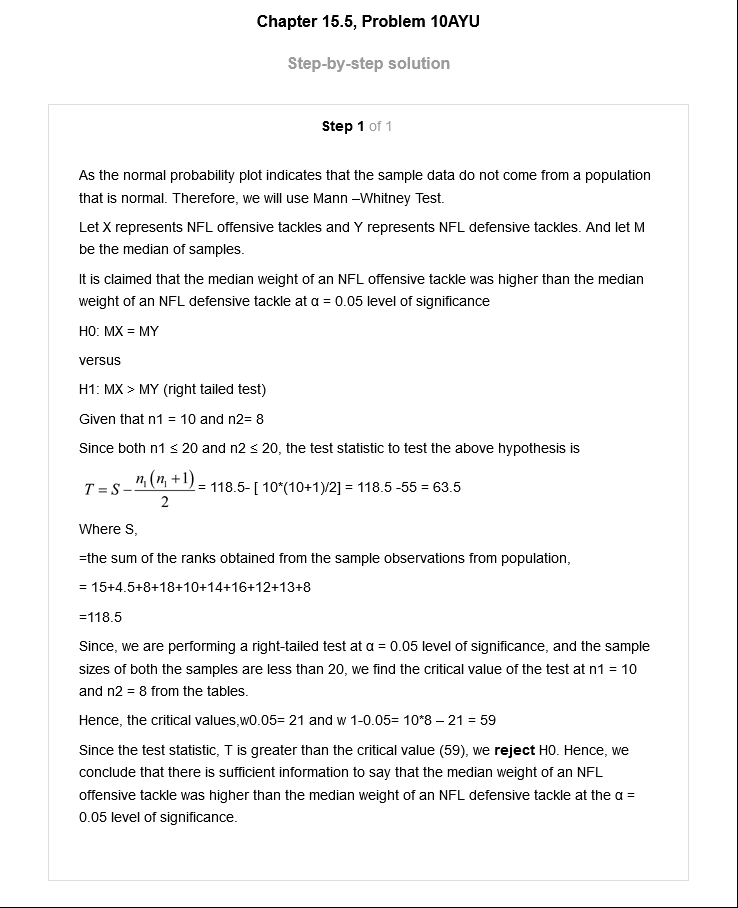 Chapter 15.5, Problem 10AYU
Step-by-step solution
Step 1 of 1
As the normal probability plot indicates that the sample data do not come from a population
that is normal. Therefore, we will use Mann –Whitney Test.
Let X represents NFL offensive tackles and Y represents NFL defensive tackles. And let M
be the median of samples.
It is claimed that the median weight of an NFL offensive tackle was higher than the median
weight of an NFL defensive tackle at α = 0.05 level of significance
H0: MX = MY
versus
H1: MX > MY (right tailed test)
Given that n1 = 10 and n2= 8
Since both n1 ≤ 20 and n2 ≤ 20, the test statistic to test the above hypothesis is
T = S – n₁(n₁ +1)/2 = 118.5- [ 10*(10+1)/2] = 118.5 -55 = 63.5
Where S,
=the sum of the ranks obtained from the sample observations from population,
= 15+4.5+8+18+10+14+16+12+13+8
=118.5
Since, we are performing a right-tailed test at α = 0.05 level of significance, and the sample
sizes of both the samples are less than 20, we find the critical value of the test at n1 = 10
and n2 = 8 from the tables.
Hence, the critical values,w0.05= 21 and w 1-0.05= 10*8 – 21 = 59
Since the test statistic, T is greater than the critical value (59), we reject H0. Hence, we
conclude that there is sufficient information to say that the median weight of an NFL
offensive tackle was higher than the median weight of an NFL defensive tackle at the α =
0.05 level of significance.